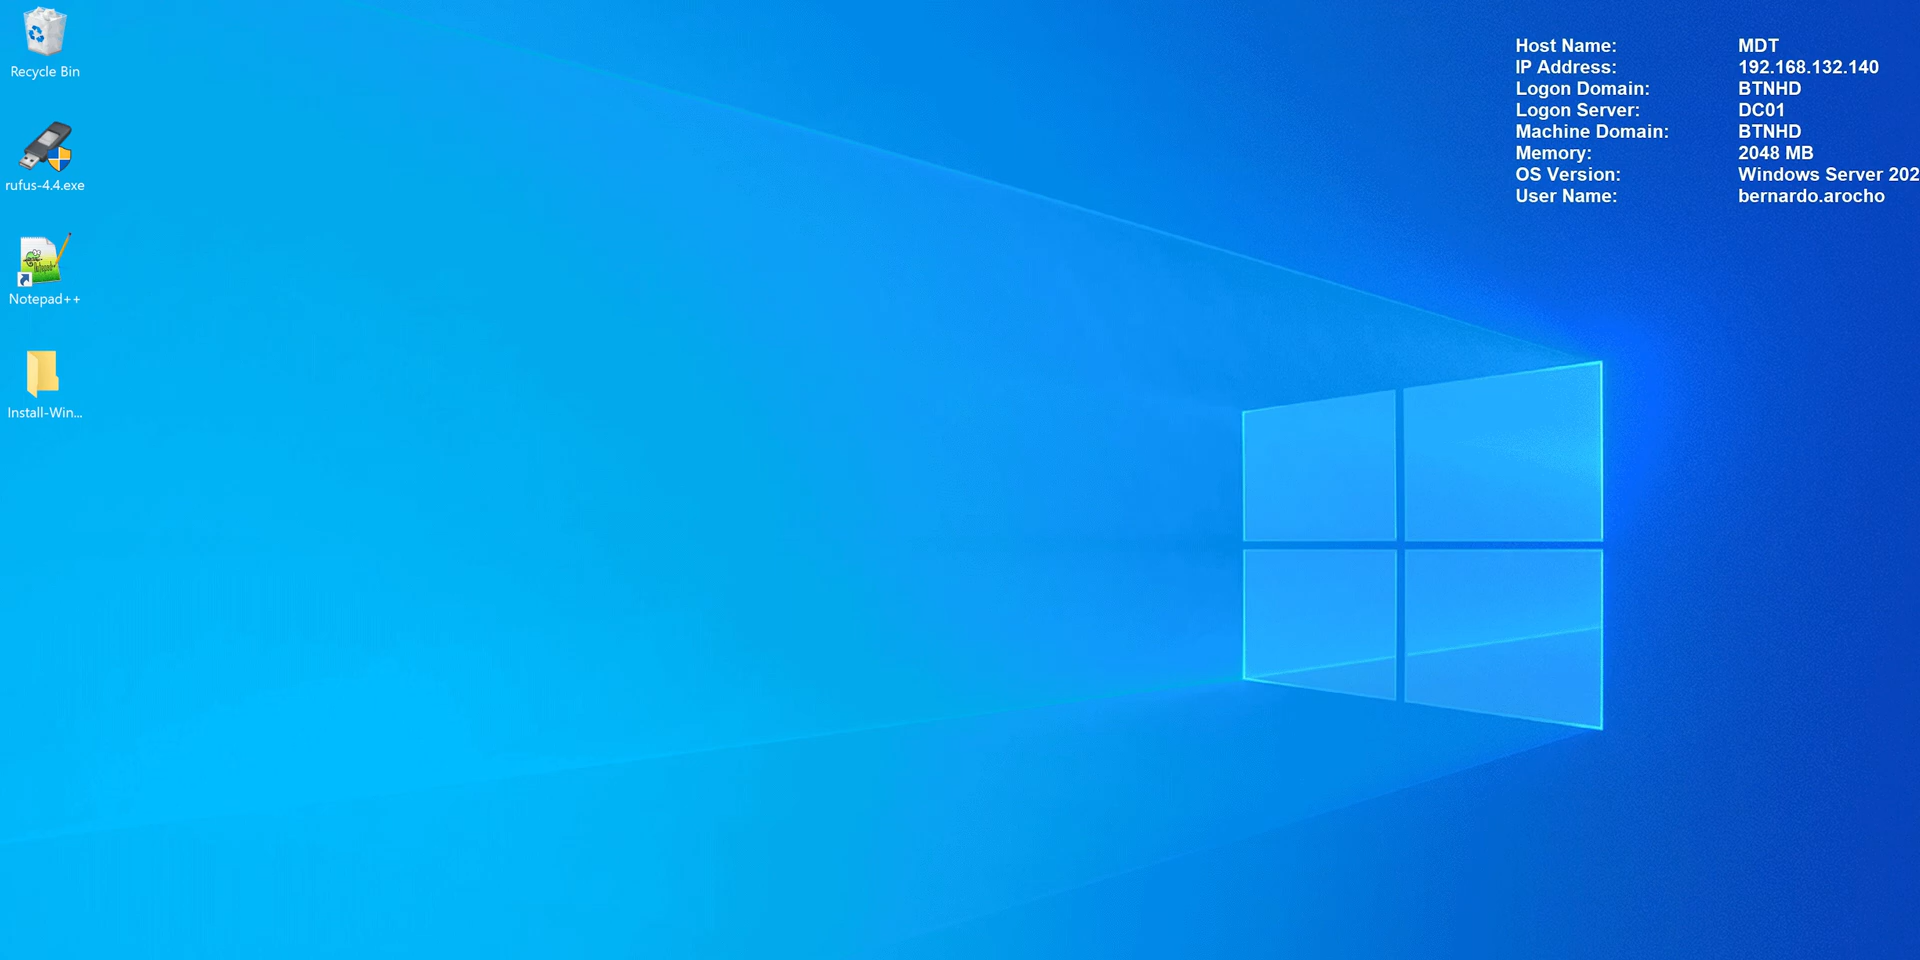 Recycle Bin
rufus-4.4.exe
Notepad++
Install-Win...
Host Name: MDT
IP Address: 192.168.132.140
Logon Domain: BTNHD
Logon Server: DC01
Machine Domain: BTNHD
Memory: 2048 MB
OS Version: Windows Server 202
User Name: bernardo.arocho